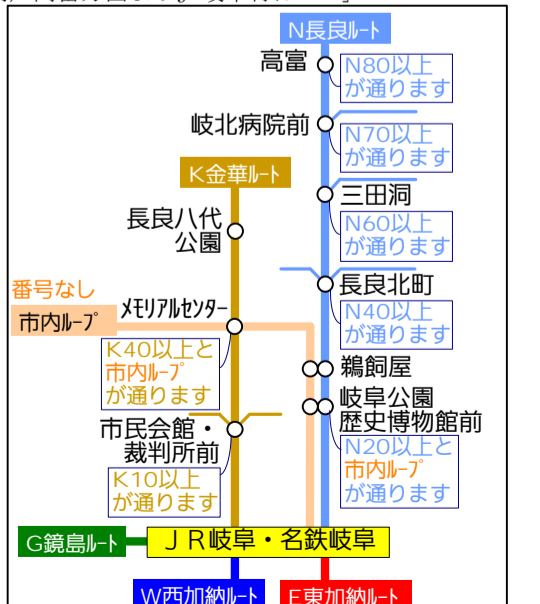 N長良ルート
高富
N80以上
が通ります
岐北病院前
N70以上
が通ります
K金華ルート
三田洞
長良八代
公園
N60以上
が通ります
番号なし
市内ループ
メモリアルセンター
長良北町
N40以上
が通ります
K40以上と
市内ループ
が通ります
鵜飼屋
岐阜公園
歴史博物館前
市民会館・
裁判所前
N20以上と
市内ループ
が通ります
K10以上
が通ります
G鏡島ルート
JR岐阜・名鉄岐阜
W西加納ルート
E東加納ルート